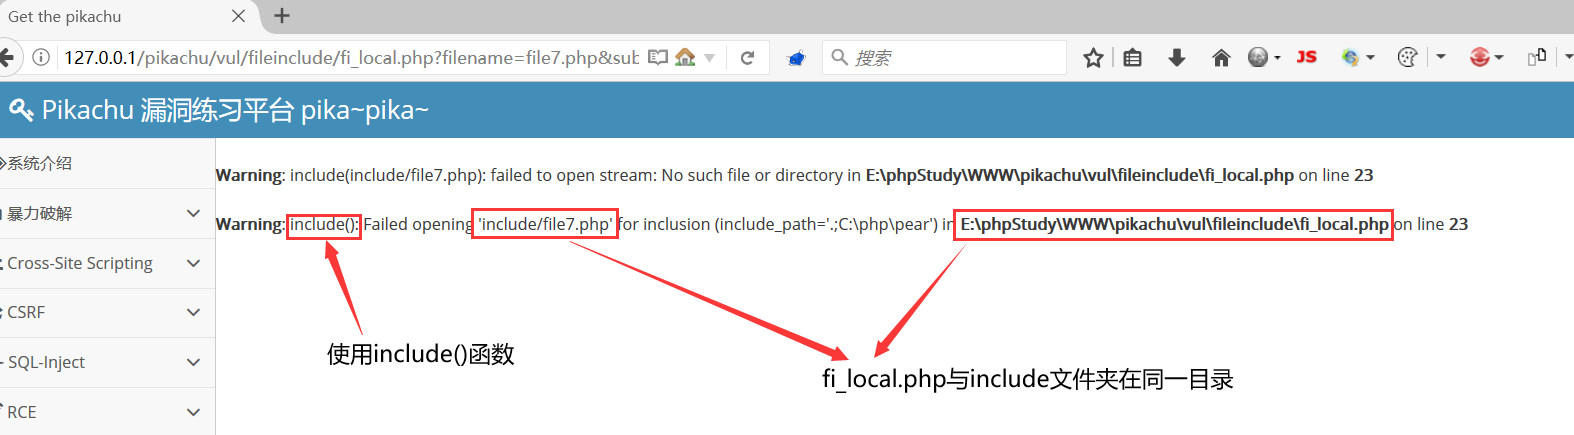 Get the pikachu
127.0.0.1/pikachu/vul/fileinclude/fi_local.php?filename=file7.php&sub
搜索
JS
Pikachu 漏洞练习平台 pika~pika~
系统介绍
暴力破解
Cross-Site Scripting
CSRF
SQL-Inject
RCE
Warning: include(include/file7.php): failed to open stream: No such file or directory in E:\phpStudy\WWW\pikachu\vul\fileinclude\fi_local.php on line 23
Warning: include(): Failed opening 'include/file7.php' for inclusion (include_path='.;C:\php\pear') in E:\phpStudy\WWW\pikachu\vul\fileinclude\fi_local.php on line 23
使用include()函数
fi_local.php与include文件夹在同一目录